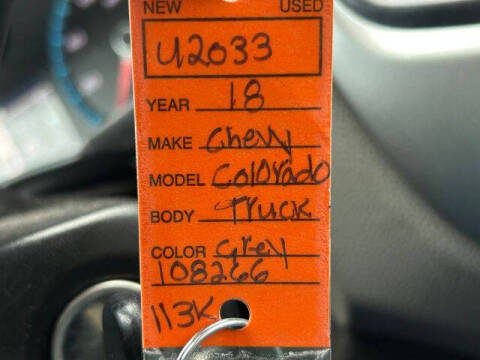 NEW USED
U2033
YEAR 18
MAKE Chevy
MODEL Colorado
BODY Truck
COLOR Grey
108266
113K